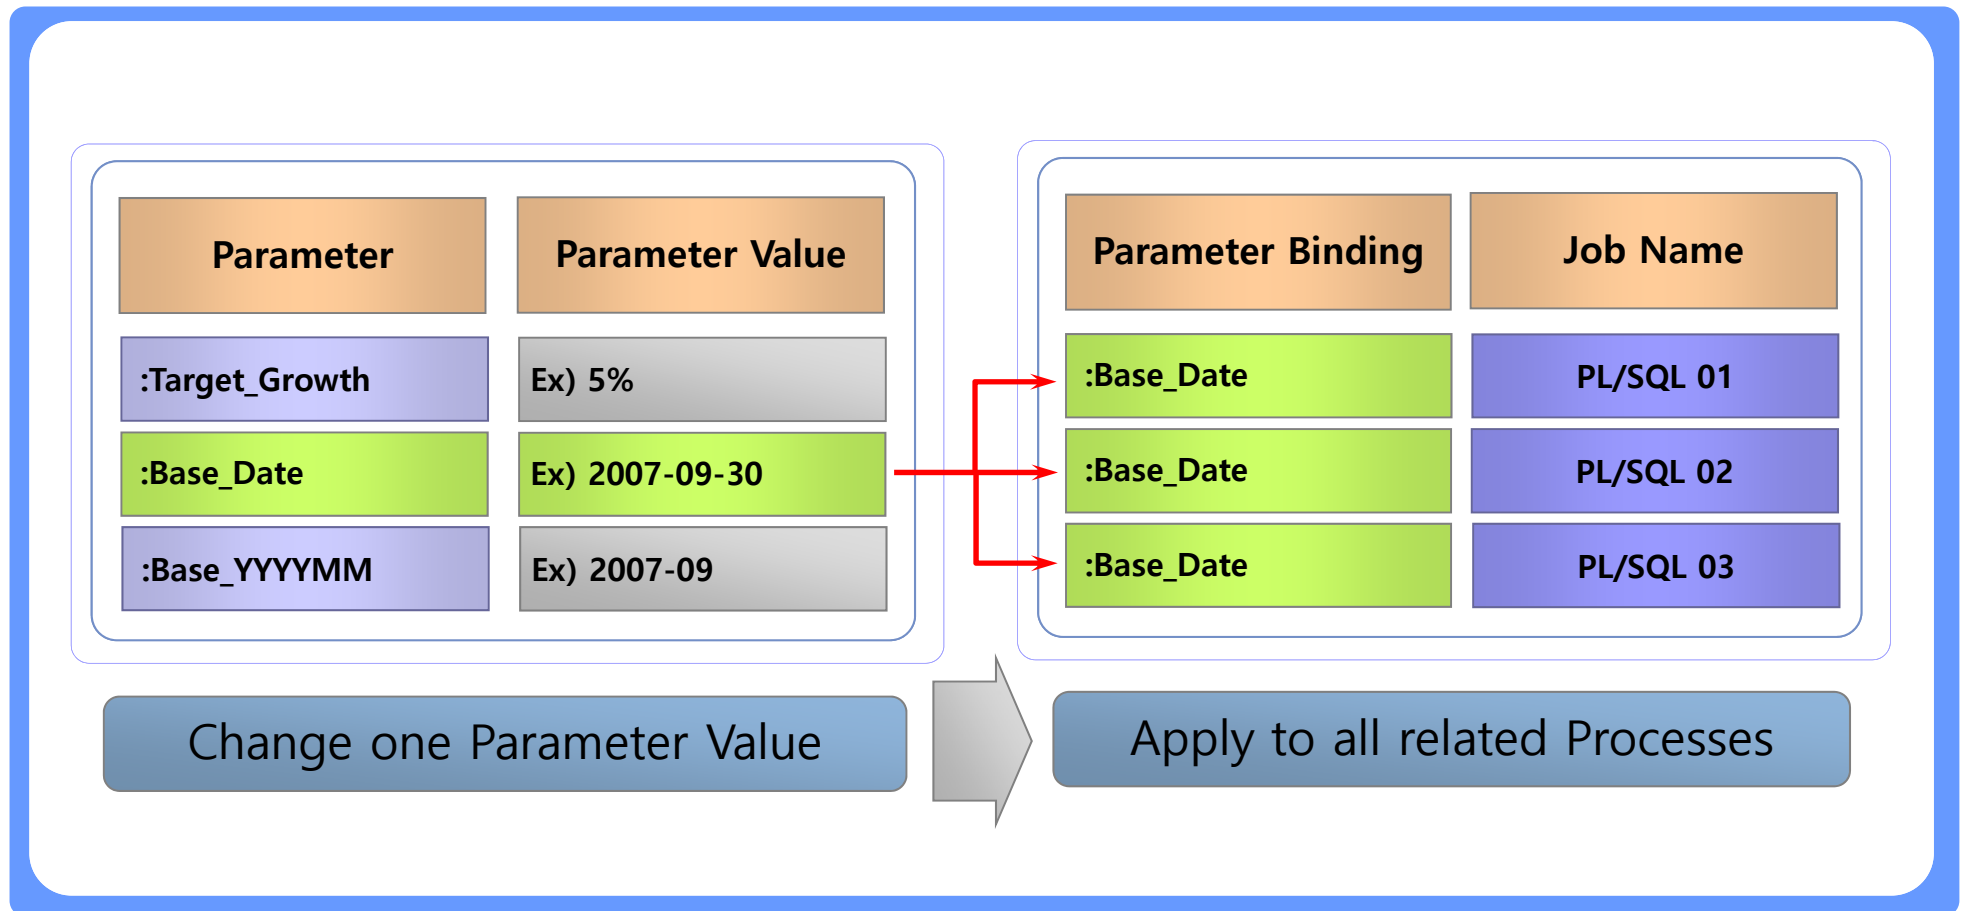 Parameter
Parameter Value
:Target_Growth
Ex) 5%
:Base_Date
Ex) 2007-09-30
:Base_YYYYMM
Ex) 2007-09
Parameter Binding
Job Name
:Base_Date
PL/SQL 01
:Base_Date
PL/SQL 02
:Base_Date
PL/SQL 03
Change one Parameter Value
Apply to all related Processes